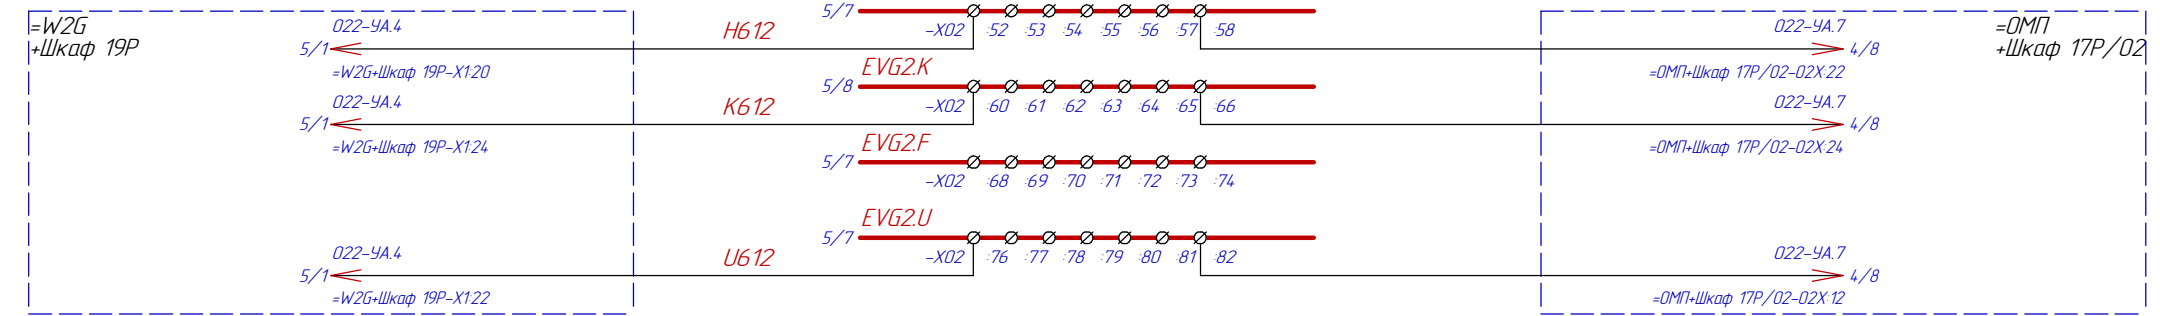 =W2G
+Шкаф 19Р
022-УА.4
5/1
=W2G+Шкаф 19Р-X1:20
H612
5/7
-X02 :52 :53 :54 :55 :56 :57 :58
022-УА.7
4/8
=ОМП+Шкаф 17Р/02-02X:22
=ОМП
+Шкаф 17Р/02
EVG2.K
5/8
-X02 :60 :61 :62 :63 :64 :65 :66
022-УА.4
5/1
=W2G+Шкаф 19Р-X1:24
K612
022-УА.7
4/8
=ОМП+Шкаф 17Р/02-02X:24
EVG2.F
5/7
-X02 :68 :69 :70 :71 :72 :73 :74
EVG2.U
5/7
-X02 :76 :77 :78 :79 :80 :81 :82
022-УА.4
5/1
=W2G+Шкаф 19Р-X1:22
U612
022-УА.7
4/8
=ОМП+Шкаф 17Р/02-02X:12